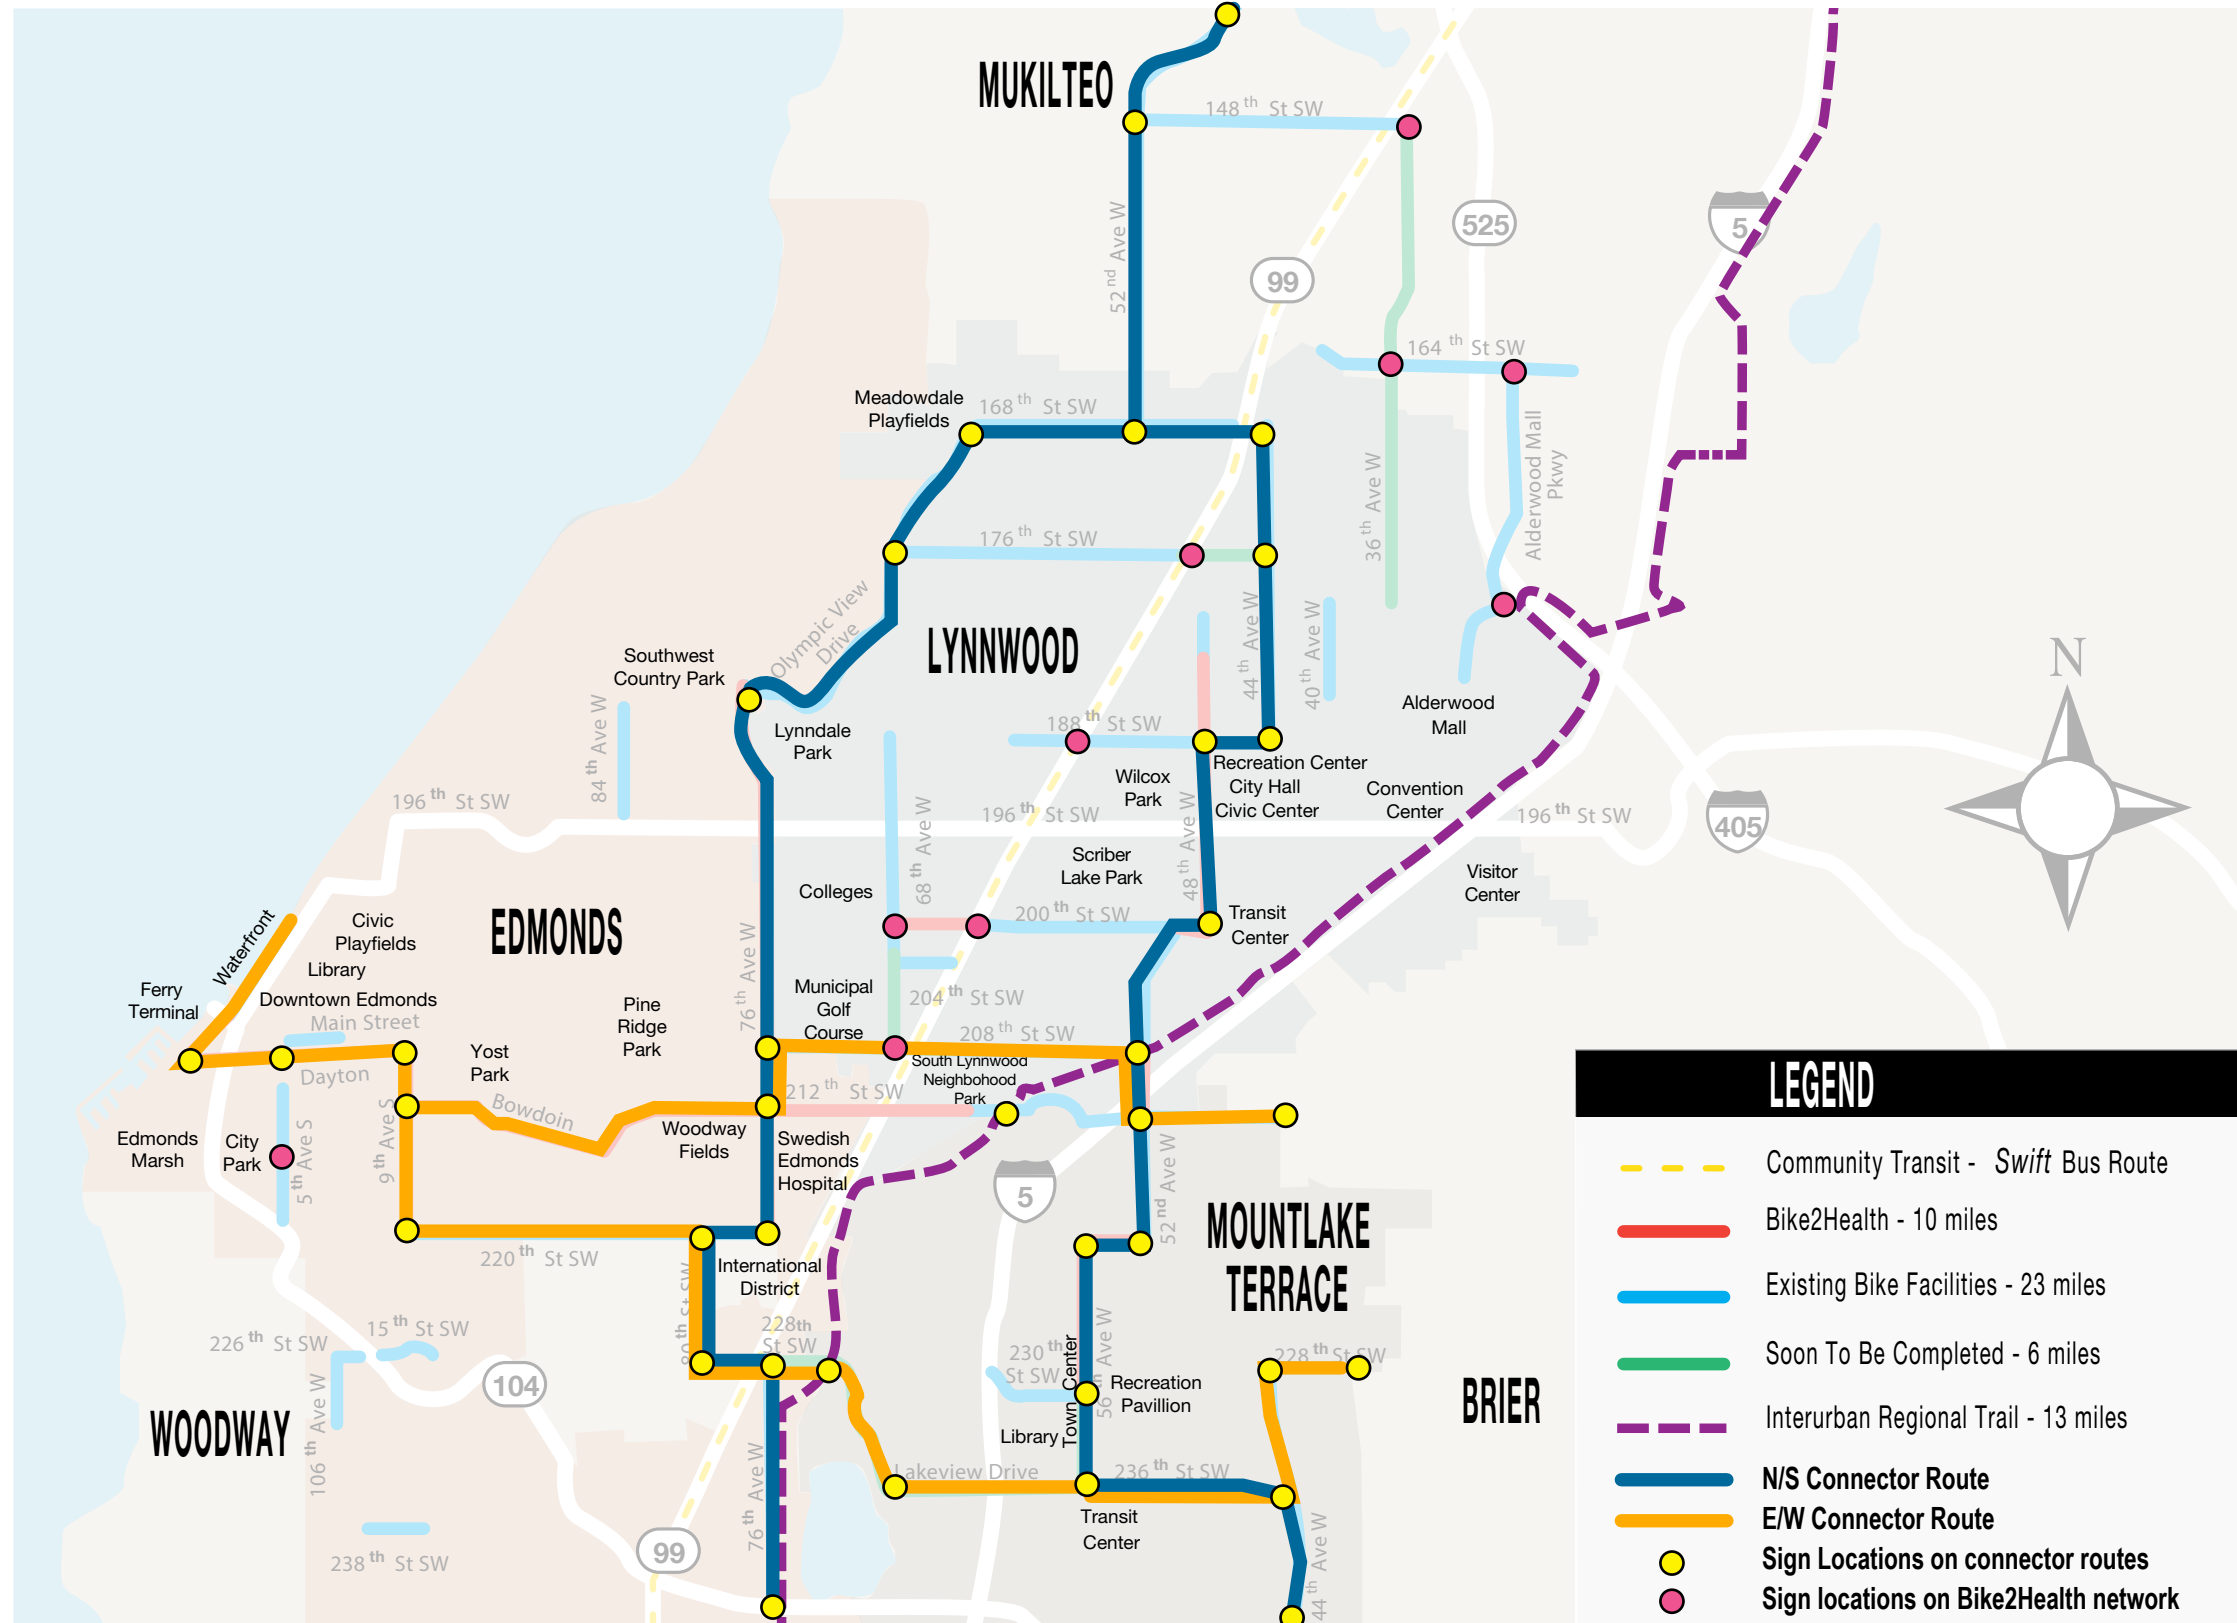 MUKILTEO
148th St SW
52nd Ave W
525
5
99
164th St SW
Meadowdale
Playfields
168th St SW
36th Ave W
Alderwood Mall
Pkwy
176th St SW
Olympic View
Drive
LYNNWOOD
44th Ave W
40th Ave W
N
Southwest
Country Park
84th Ave W
Lynndale
Park
188th St SW
Alderwood
Mall
Recreation Center
City Hall
Civic Center
Wilcox
Park
Convention
Center
196th St SW
196th St SW
196th St SW
405
68th Ave W
48th Ave W
Scriber
Lake Park
Visitor
Center
Colleges
200th St SW
Transit
Center
EDMONDS
76th Ave W
Waterfront
Civic
Playfields
Library
Ferry
Terminal
Downtown Edmonds
Main Street
Pine
Ridge
Park
Municipal
Golf
Course
204th St SW
208th St SW
Yost
Park
Dayton
South Lynnwood
Neighbohood
Park
212th St SW
Bowdoin
9th Ave S
5th Ave S
Edmonds
Marsh
City
Park
Woodway
Fields
Swedish
Edmonds
Hospital
5
52nd Ave W
MOUNTLAKE
TERRACE
220th St SW
International
District
80th St SW
228th
St SW
15th St SW
226th St SW
104
106th Ave W
WOODWAY
230th
St SW
Town Center
56th Ave W
Recreation
Pavillion
228th St SW
BRIER
Library
Lakeview Drive
236th St SW
Transit
Center
76th Ave W
99
238th St SW
44th Ave W
LEGEND
Community Transit - Swift Bus Route
Bike2Health - 10 miles
Existing Bike Facilities - 23 miles
Soon To Be Completed - 6 miles
Interurban Regional Trail - 13 miles
N/S Connector Route
E/W Connector Route
Sign Locations on connector routes
Sign locations on Bike2Health network